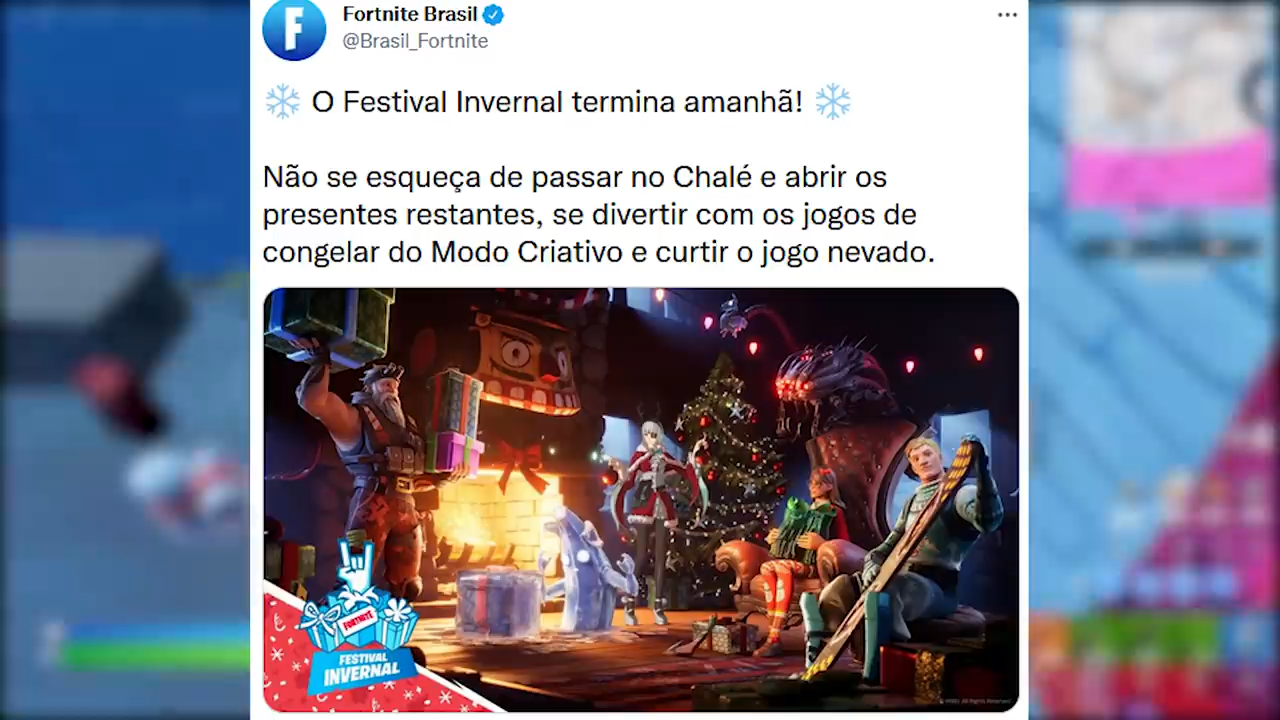 Fortnite Brasil
@Brasil_Fortnite
O Festival Invernal termina amanhã!
Não se esqueça de passar no Chalé e abrir os
presentes restantes, se divertir com os jogos de
congelar do Modo Criativo e curtir o jogo nevado.
FORTNITE
FESTIVAL
INVERNAL